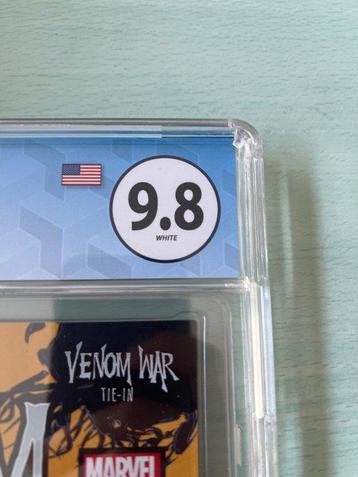 9.8
WHITE
VENOM WAR
TIE-IN
MARVEL